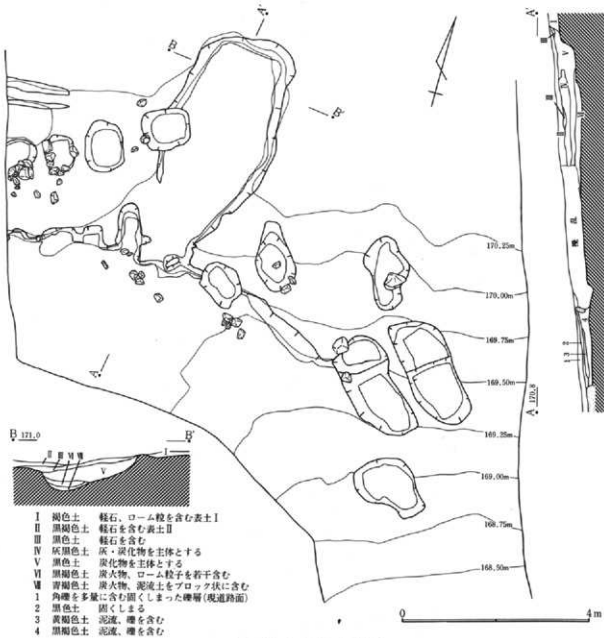 A'
B
B'
170.25m
170.00m
169.75m
169.50m
169.25m
169.00m
168.75m
168.50m
A
A'
A 170.8
B 171.0 B'
I
II III VI VII
V
I 褐色土 軽石、ローム粒を含む表土I
II 黒褐色土 軽石を含む表土II
III 黒色土 軽石を含む
IV 灰黒色土 灰・炭化物を主体とする
V 黒色土 炭化物を主体とする
VI 黒褐色土 炭火物、ローム粒子を若干含む
VII 青褐色土 炭火物、泥流土をブロック状に含む
1 角礫を多量に含む固くしまった礫層(現道路面)
2 黒色土 固くしまる
3 黄褐色土 泥流、礫を含む
4 黒褐色土 泥流、礫を含む
0 4m